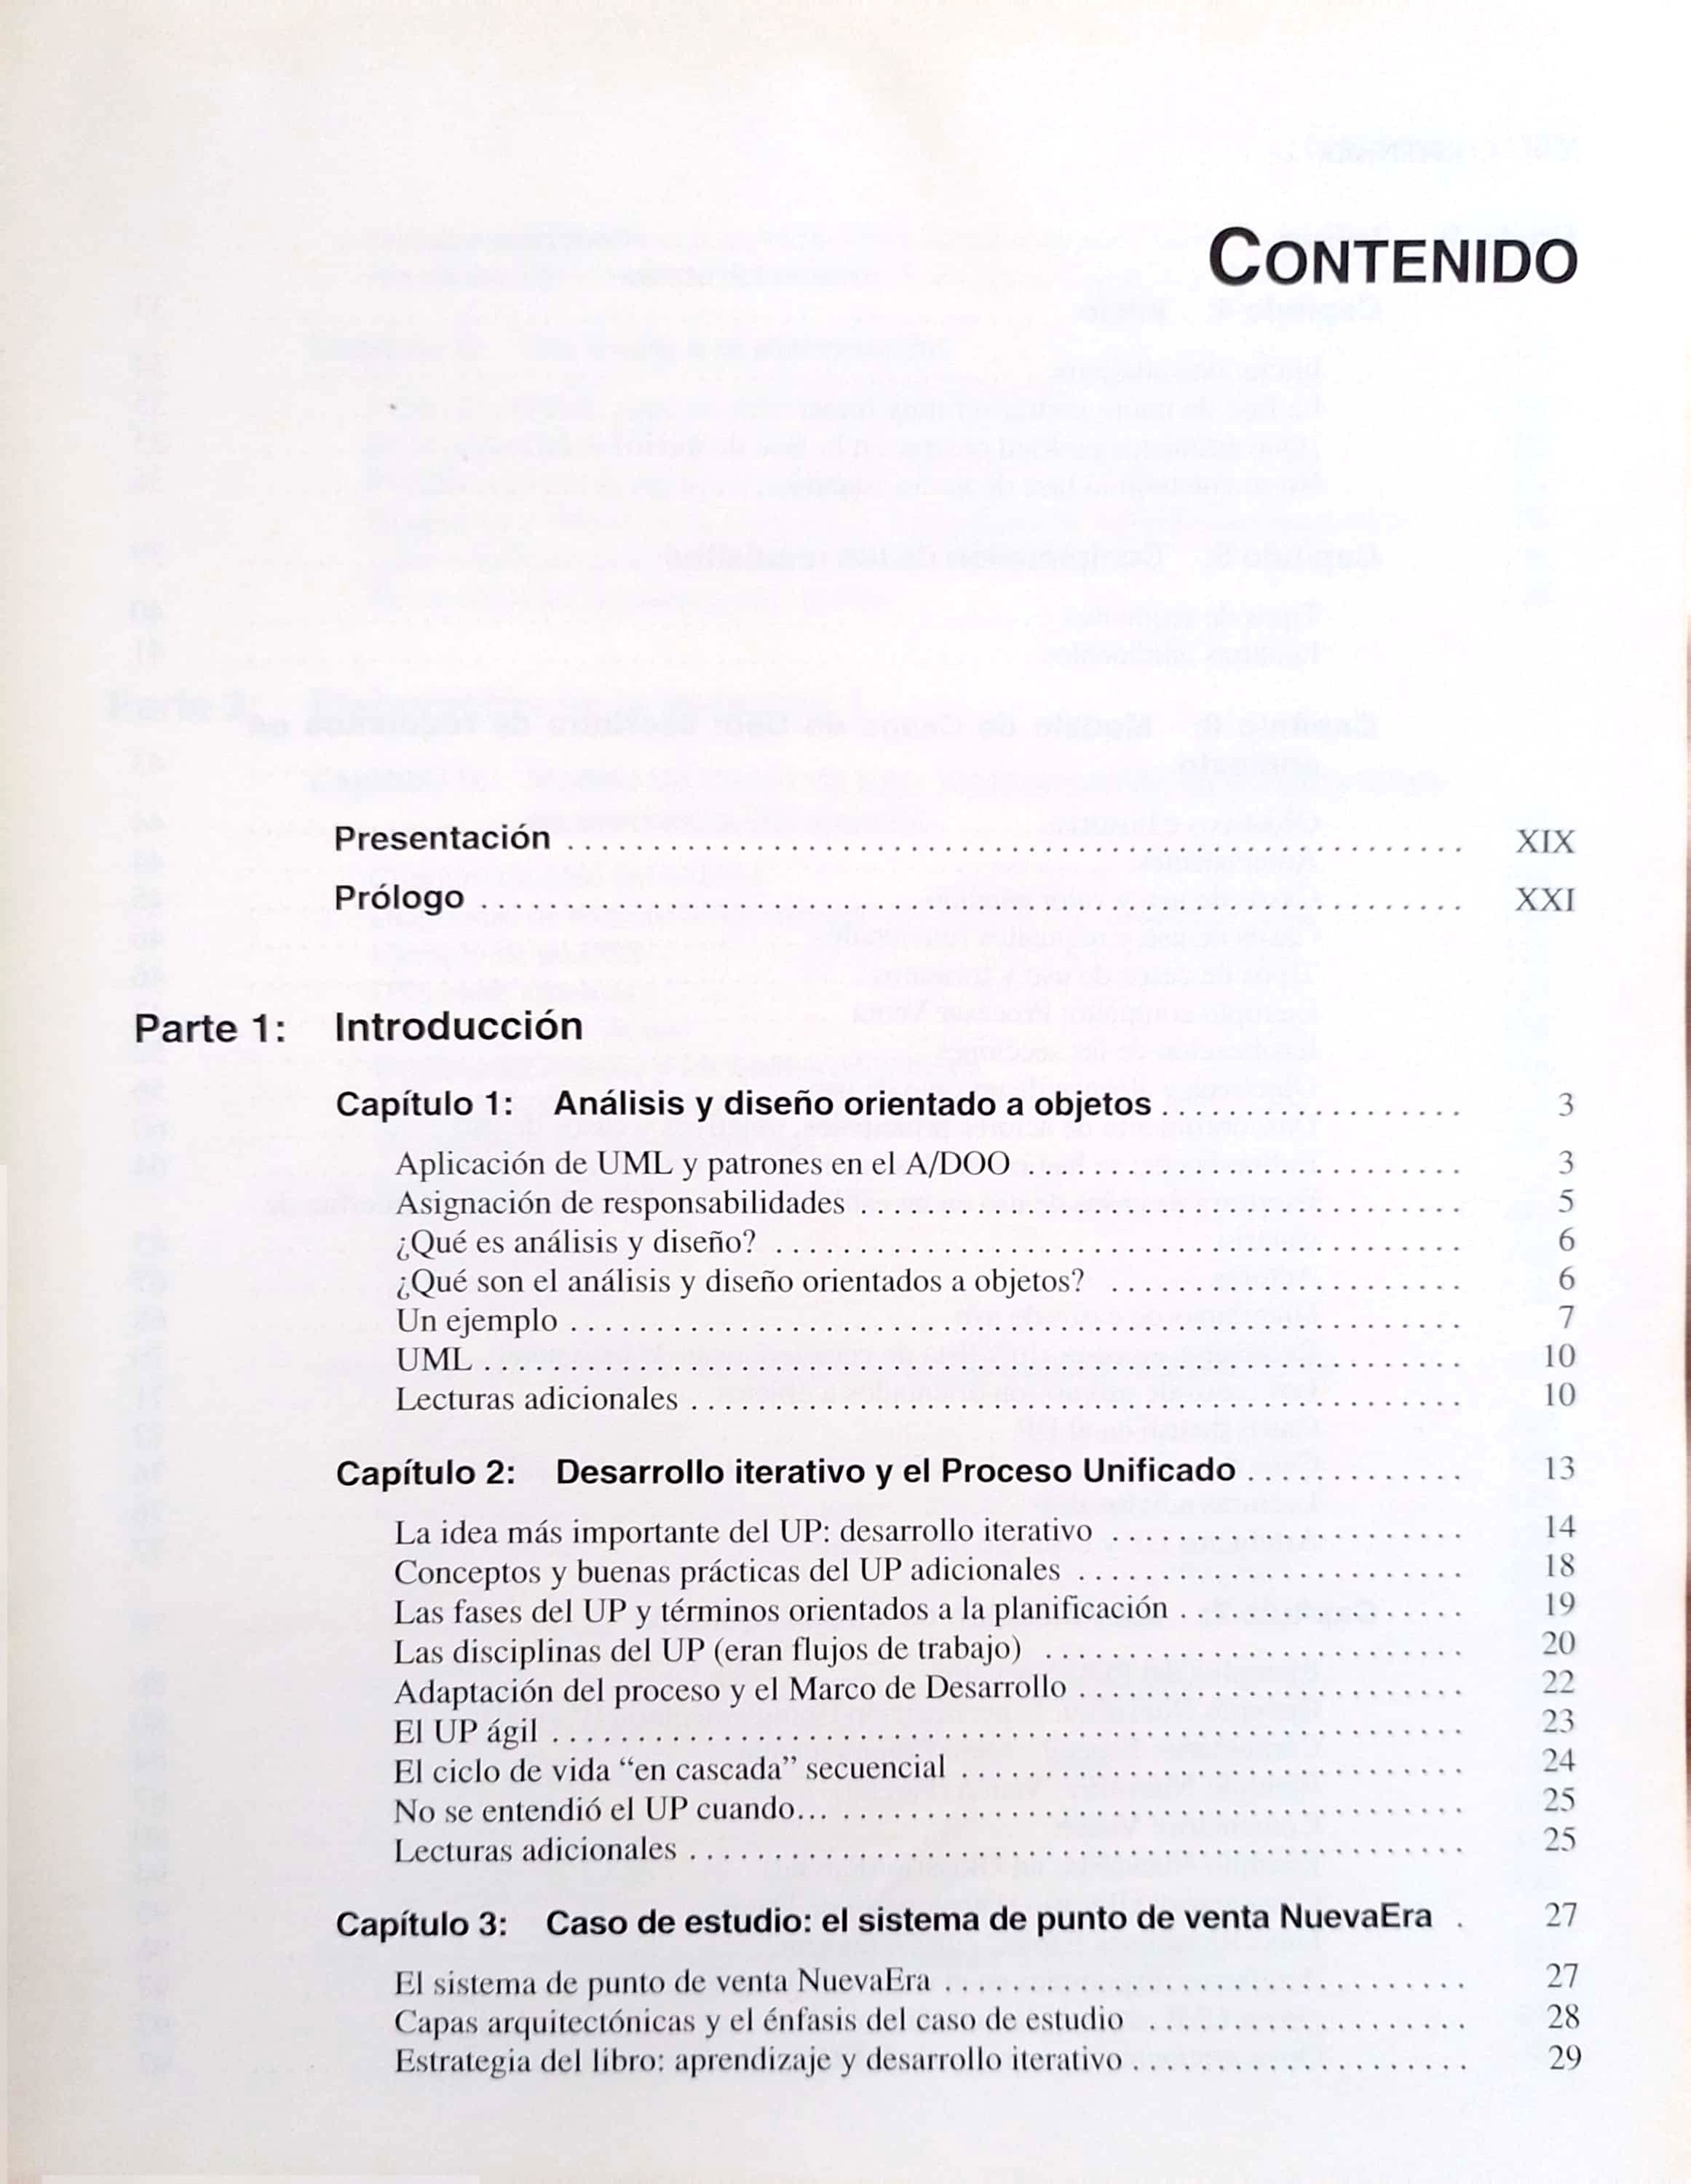 CONTENIDO
Presentación . . . . . . . . . . XIX
Prólogo . . . . . . . . . . XXI
Parte 1: Introducción
Capítulo 1: Análisis y diseño orientado a objetos . . . . . . . . . . 3
Aplicación de UML y patrones en el A/DOO . . . . . . . . . . 3
Asignación de responsabilidades . . . . . . . . . . 5
¿Qué es análisis y diseño? . . . . . . . . . . 6
¿Qué son el análisis y diseño orientados a objetos? . . . . . . . . . . 6
Un ejemplo . . . . . . . . . . 7
UML . . . . . . . . . . 10
Lecturas adicionales . . . . . . . . . . 10
Capítulo 2: Desarrollo iterativo y el Proceso Unificado . . . . . . . . . . 13
La idea más importante del UP: desarrollo iterativo . . . . . . . . . . 14
Conceptos y buenas prácticas del UP adicionales . . . . . . . . . . 18
Las fases del UP y términos orientados a la planificación . . . . . . . . . . 19
Las disciplinas del UP (eran flujos de trabajo) . . . . . . . . . . 20
Adaptación del proceso y el Marco de Desarrollo . . . . . . . . . . 22
El UP ágil . . . . . . . . . . 23
El ciclo de vida “en cascada” secuencial . . . . . . . . . . 24
No se entendió el UP cuando... . . . . . . . . . . 25
Lecturas adicionales . . . . . . . . . . 25
Capítulo 3: Caso de estudio: el sistema de punto de venta NuevaEra . 27
El sistema de punto de venta NuevaEra . . . . . . . . . . 27
Capas arquitectónicas y el énfasis del caso de estudio . . . . . . . . . . 28
Estrategia del libro: aprendizaje y desarrollo iterativo . . . . . . . . . . 29